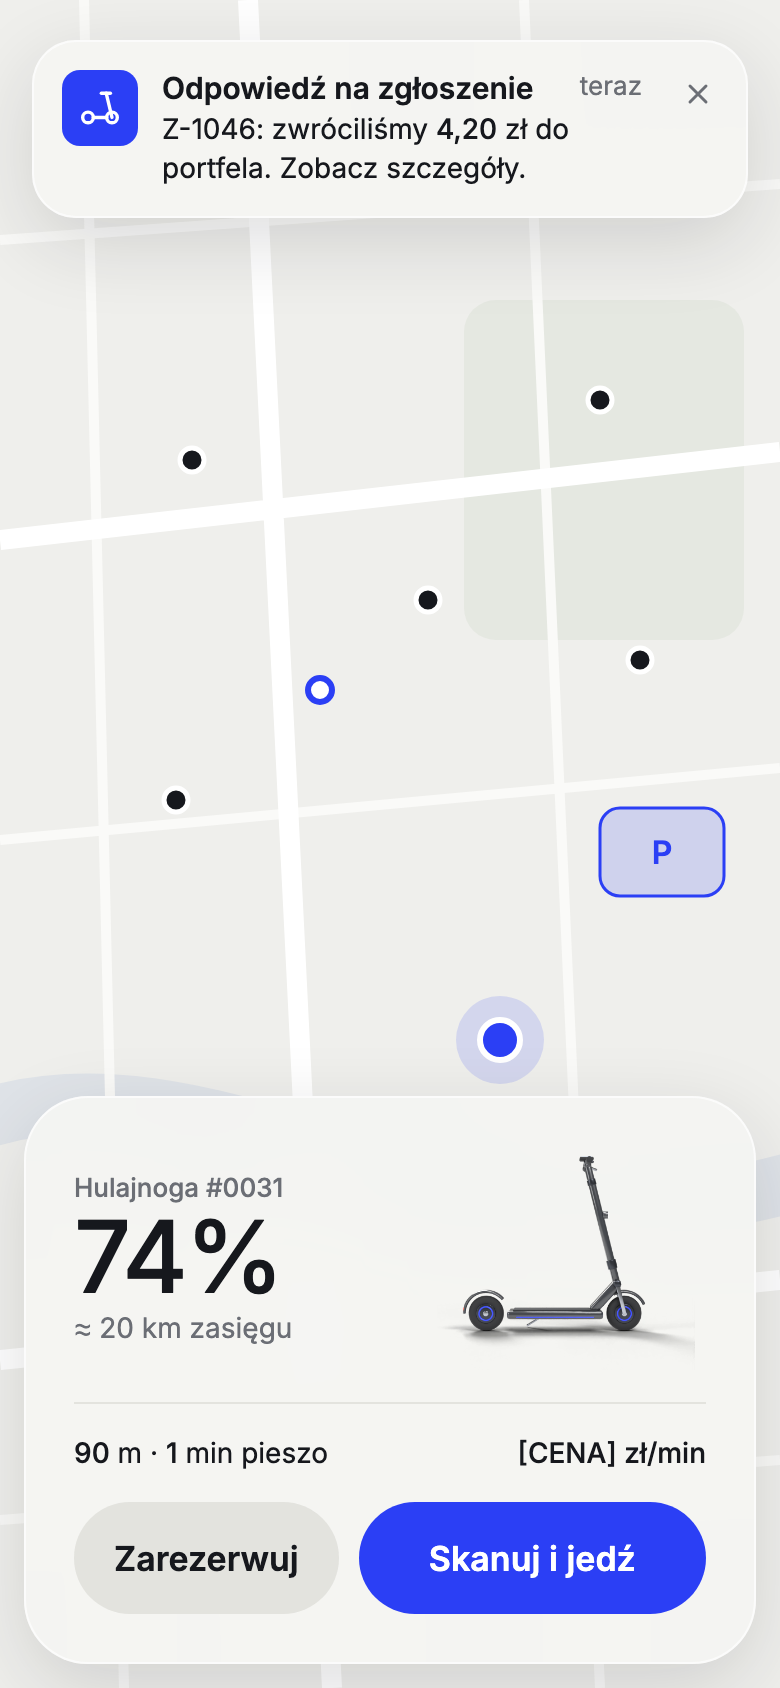 Odpowiedź na zgłoszenie
teraz
Z-1046: zwróciliśmy 4,20 zł do
portfela. Zobacz szczegóły.
P
Hulajnoga #0031
74%
≈ 20 km zasięgu
90 m · 1 min pieszo
[CENA] zł/min
Zarezerwuj
Skanuj i jedź